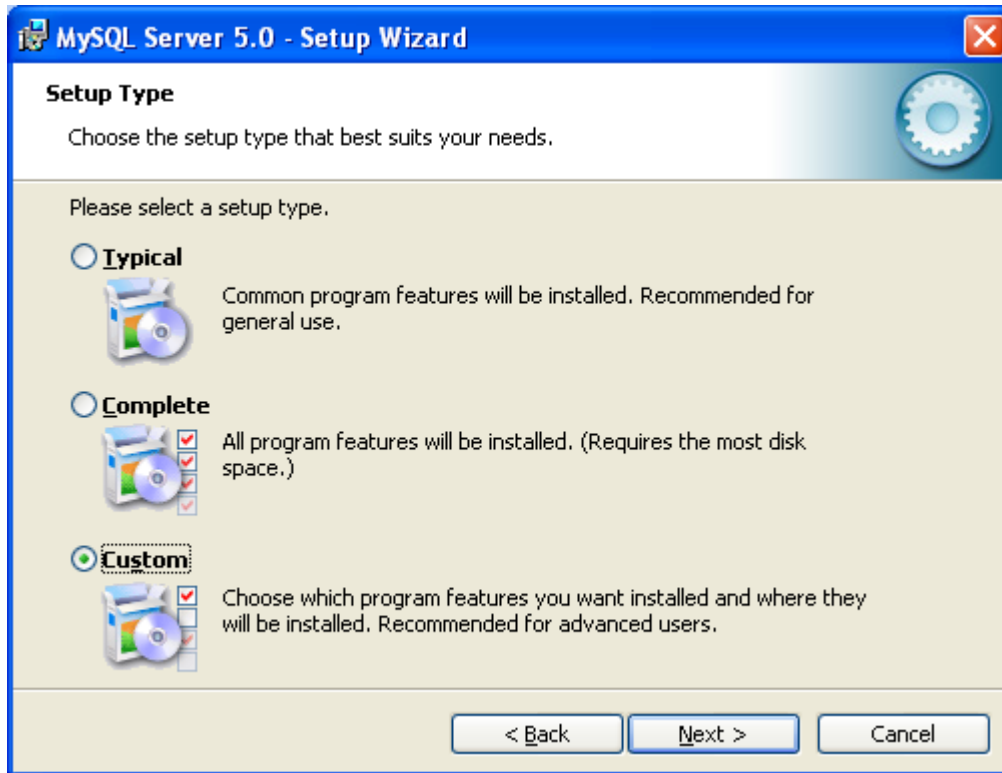 MySQL Server 5.0 - Setup Wizard
Setup Type
Choose the setup type that best suits your needs.
Please select a setup type.
Typical
Common program features will be installed. Recommended for
general use.
Complete
All program features will be installed. (Requires the most disk
space.)
Custom
Choose which program features you want installed and where they
will be installed. Recommended for advanced users.
< Back
Next >
Cancel